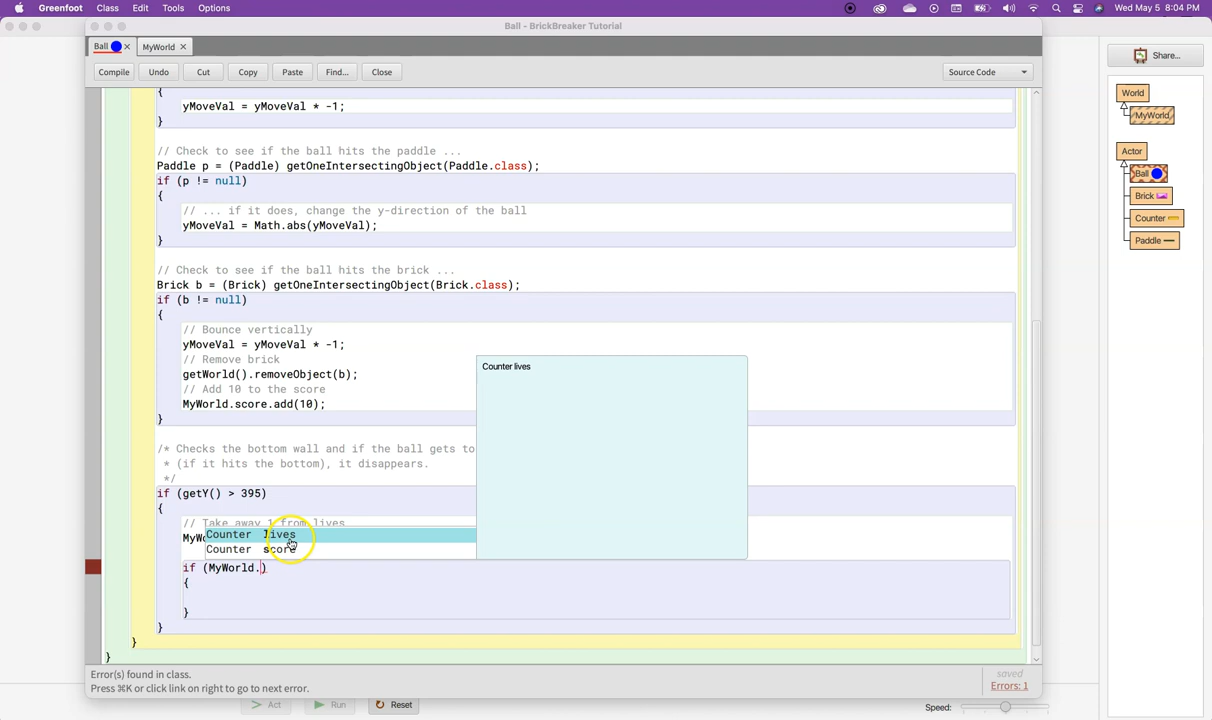 Greenfoot Class Edit Tools Options Wed May 5 8:04 PM
Ball - BrickBreaker Tutorial
Ball × MyWorld ×
Compile Undo Cut Copy Paste Find... Close Source Code
Share...
{
yMoveVal = yMoveVal * -1;
}
// Check to see if the ball hits the paddle ...
Paddle p = (Paddle) getOneIntersectingObject(Paddle.class);
if (p != null)
{
// ... if it does, change the y-direction of the ball
yMoveVal = Math.abs(yMoveVal);
}
// Check to see if the ball hits the brick ...
Brick b = (Brick) getOneIntersectingObject(Brick.class);
if (b != null)
{
// Bounce vertically
yMoveVal = yMoveVal * -1;
// Remove brick
getWorld().removeObject(b);
// Add 10 to the score
MyWorld.score.add(10);
}
/* Checks the bottom wall and if the ball gets to
* (if it hits the bottom), it disappears.
*/
if (getY() > 395)
{
// Take away 1 from lives
MyWo
Counter lives
Counter score
Counter lives
if (MyWorld.)
{
}
}
}
}
Error(s) found in class.
Press ⌘K or click link on right to go to next error.
saved
Errors: 1
World
MyWorld
Actor
Ball
Brick
Counter
Paddle
Act Run Reset Speed: